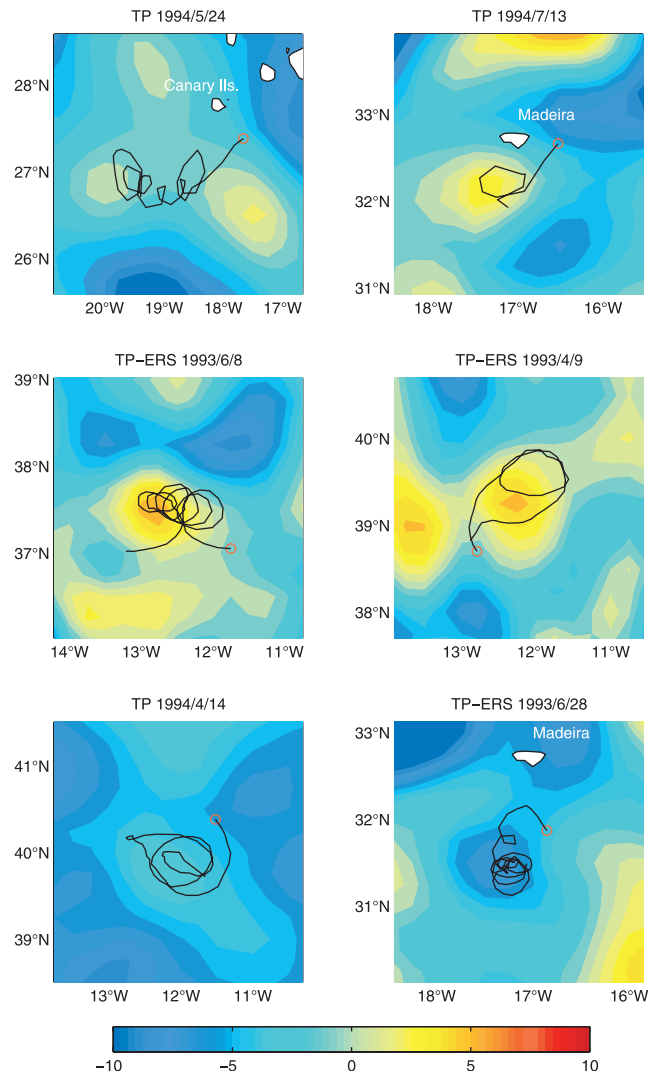 TP 1994/5/24
TP 1994/7/13
28°N
Canary Ils.
27°N
26°N
20°W 19°W 18°W 17°W
33°N
Madeira
32°N
31°N
18°W 17°W 16°W
TP−ERS 1993/6/8
TP−ERS 1993/4/9
39°N
38°N
37°N
14°W 13°W 12°W 11°W
40°N
39°N
38°N
13°W 12°W 11°W
TP 1994/4/14
TP−ERS 1993/6/28
41°N
40°N
39°N
13°W 12°W 11°W
33°N
Madeira
32°N
31°N
18°W 17°W 16°W
−10 −5 0 5 10